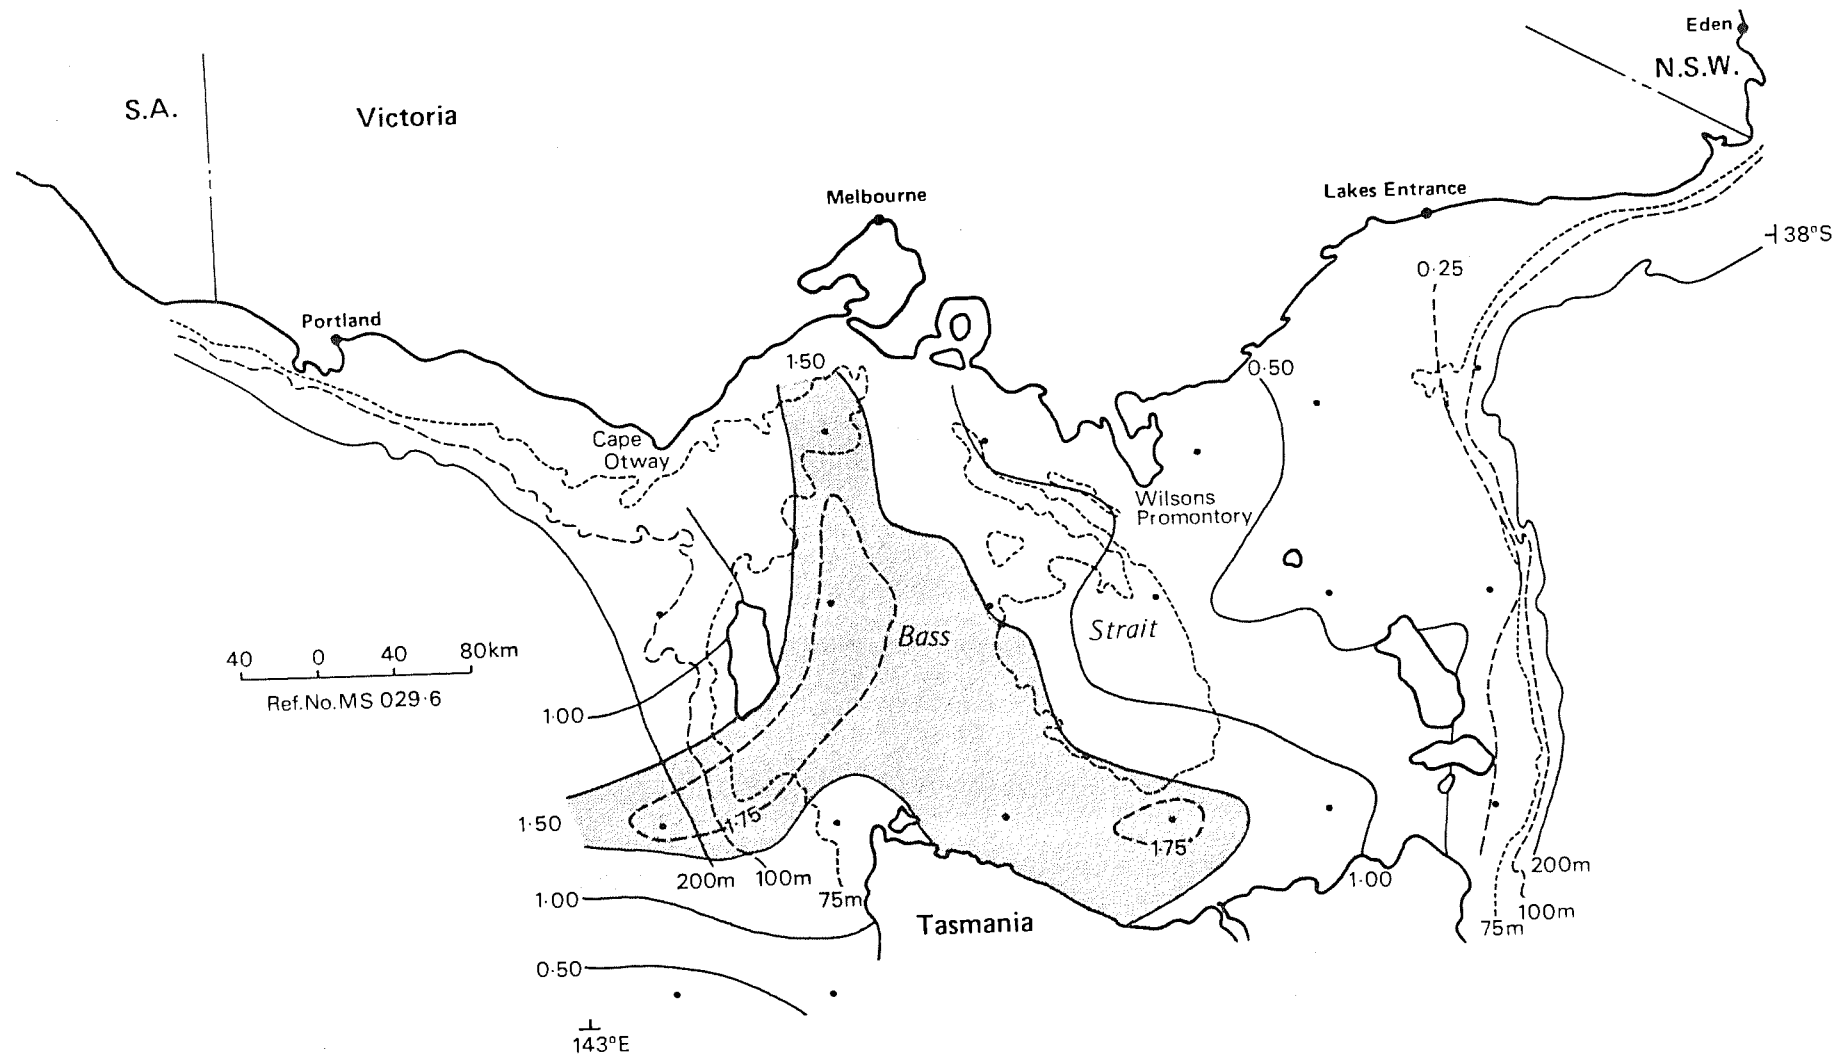 Eden
N.S.W.
S.A.
Victoria
Melbourne
Lakes Entrance
38°S
0·25
Portland
1·50
0·50
Cape
Otway
Wilsons
Promontory
Bass
Strait
40 0 40 80km
Ref.No.MS 029·6
1·00
1·50
1·75
1·75
200m
100m
75m
1·00
200m
100m
75m
1·00
Tasmania
0·50
143°E